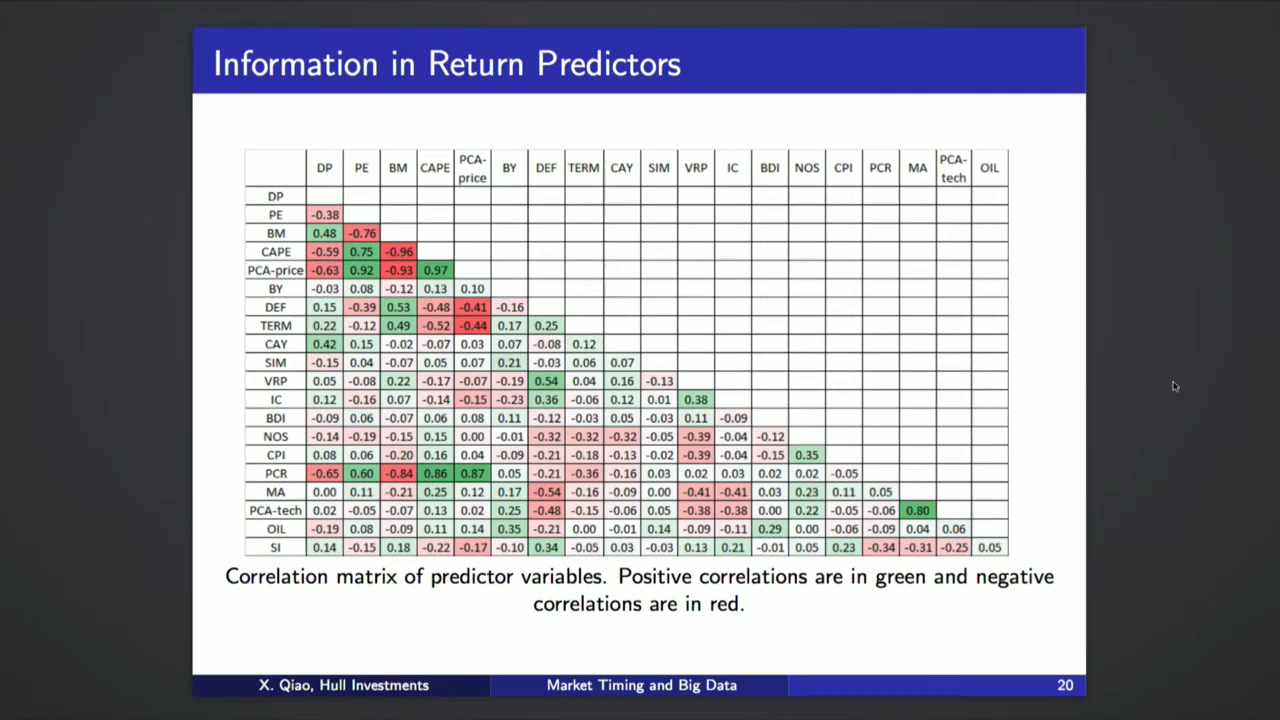 Information in Return Predictors
DP PE BM CAPE PCA-price BY DEF TERM CAY SIM VRP IC BDI NOS CPI PCR MA PCA-tech OIL
DP
PE -0.38
BM 0.48 -0.76
CAPE -0.59 0.75 -0.96
PCA-price -0.63 0.92 -0.93 0.97
BY -0.03 0.08 -0.12 0.13 0.10
DEF 0.15 -0.39 0.53 -0.48 -0.41 -0.16
TERM 0.22 -0.12 0.49 -0.52 -0.44 0.17 0.25
CAY 0.42 0.15 -0.02 -0.07 0.03 0.07 -0.08 0.12
SIM -0.15 0.04 -0.07 0.05 0.07 0.21 -0.03 0.06 0.07
VRP 0.05 -0.08 0.22 -0.17 -0.07 -0.19 0.54 0.04 0.16 -0.13
IC 0.12 -0.16 0.07 -0.14 -0.15 -0.23 0.36 -0.06 0.12 0.01 0.38
BDI -0.09 0.06 -0.07 0.06 0.08 0.11 -0.12 -0.03 0.05 -0.03 0.11 -0.09
NOS -0.14 -0.19 -0.15 0.15 0.00 -0.01 -0.32 -0.32 -0.32 -0.05 -0.39 -0.04 -0.12
CPI 0.08 0.06 -0.20 0.16 0.04 -0.09 -0.21 -0.18 -0.13 -0.02 -0.39 -0.04 -0.15 0.35
PCR -0.65 0.60 -0.84 0.86 0.87 0.05 -0.21 -0.36 -0.16 0.03 0.02 0.03 0.02 0.02 -0.05
MA 0.00 0.11 -0.21 0.25 0.12 0.17 -0.54 -0.16 -0.09 0.00 -0.41 -0.41 0.03 0.23 0.11 0.05
PCA-tech 0.02 -0.05 -0.07 0.13 0.02 0.25 -0.48 -0.15 -0.06 0.05 -0.38 -0.38 0.00 0.22 -0.05 -0.06 0.80
OIL -0.19 0.08 -0.09 0.11 0.14 0.35 -0.21 0.00 -0.01 0.14 -0.09 -0.11 0.29 0.00 -0.06 -0.09 0.04 0.06
SI 0.14 -0.15 0.18 -0.22 -0.17 -0.10 0.34 -0.05 0.03 -0.03 0.13 0.21 -0.01 0.05 0.23 -0.34 -0.31 -0.25 0.05
Correlation matrix of predictor variables. Positive correlations are in green and negative
correlations are in red.
X. Qiao, Hull Investments Market Timing and Big Data 20